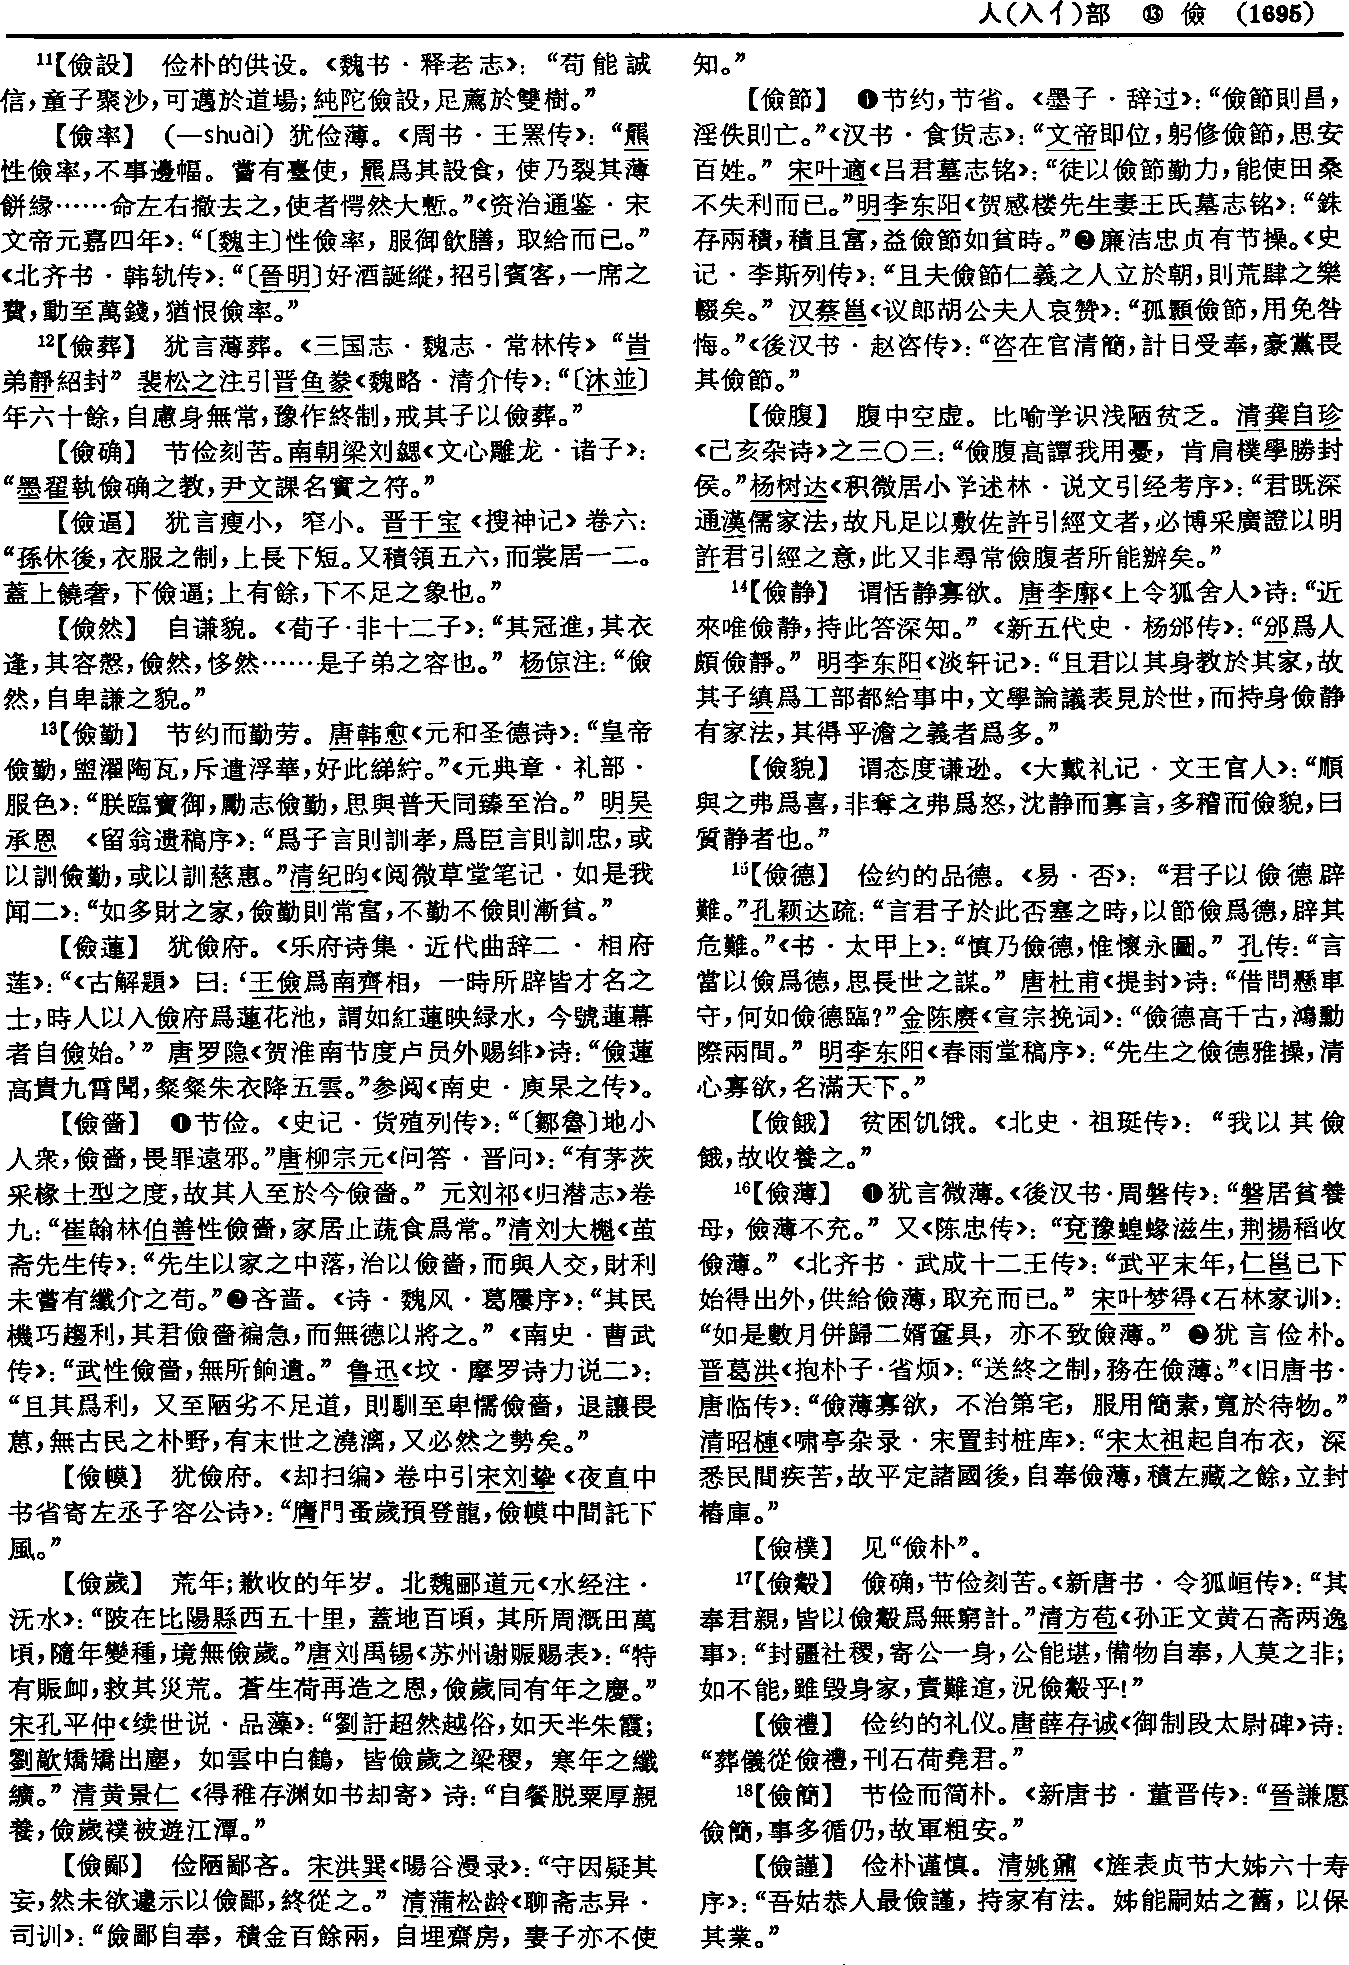 人(入亻)部　⑬　儉　(1695)
¹¹【儉設】　俭朴的供设。《魏书·释老志》：“苟能誠
信，童子聚沙，可邁於道場；純陀儉設，足薦於雙樹。”
【儉率】　(—shuài) 犹俭薄。《周书·王罴传》：“羆
性儉率，不事邊幅。嘗有臺使，羆爲其設食，使乃裂其薄
餅緣……命左右撤去之，使者愕然大慙。”《资治通鉴·宋
文帝元嘉四年》：“〔魏主〕性儉率，服御飲膳，取給而已。”
《北齐书·韩轨传》：“〔晉明〕好酒誕縱，招引賓客，一席之
費，動至萬錢，猶恨儉率。”
¹²【儉葬】　犹言薄葬。《三国志·魏志·常林传》“旹
弟靜紹封”裴松之注引晋鱼豢《魏略·清介传》：“〔沐並〕
年六十餘，自慮身無常，豫作終制，戒其子以儉葬。”
【儉确】　节俭刻苦。南朝梁刘勰《文心雕龙·诸子》：
“墨翟執儉确之教，尹文課名實之符。”
【儉逼】　犹言瘦小，窄小。晋干宝《搜神记》卷六：
“孫休後，衣服之制，上長下短。又積領五六，而裳居一二。
蓋上饒奢，下儉逼；上有餘，下不足之象也。”
【儉然】　自谦貌。《荀子·非十二子》：“其冠進，其衣
逢，其容愨，儉然，恀然……是子弟之容也。”杨倞注：“儉
然，自卑謙之貌。”
¹³【儉勤】　节约而勤劳。唐韩愈《元和圣德诗》：“皇帝
儉勤，盥濯陶瓦，斥遣浮華，好此綈紵。”《元典章·礼部·
服色》：“朕臨寶御，勵志儉勤，思與普天同臻至治。”明吴
承恩　《留翁遗稿序》：“爲子言則訓孝，爲臣言則訓忠，或
以訓儉勤，或以訓慈惠。”清纪昀《阅微草堂笔记·如是我
闻二》：“如多財之家，儉勤則常富，不勤不儉則漸貧。”
【儉蓮】　犹儉府。《乐府诗集·近代曲辞二·相府
莲》：“《古解題》曰：‘王儉爲南齊相，一時所辟皆才名之
士，時人以入儉府爲蓮花池，謂如紅蓮映緑水，今號蓮幕
者自儉始。’”唐罗隐《贺淮南节度卢员外赐绯》诗：“儉蓮
高貴九霄聞，粲粲朱衣降五雲。”参阅《南史·庾杲之传》。
【儉嗇】　❶节俭。《史记·货殖列传》：“〔鄒魯〕地小
人衆，儉嗇，畏罪遠邪。”唐柳宗元《问答·晋问》：“有茅茨
采椽土型之度，故其人至於今儉嗇。”元刘祁《归潜志》卷
九：“崔翰林伯善性儉嗇，家居止蔬食爲常。”清刘大櫆《茧
斋先生传》：“先生以家之中落，治以儉嗇，而與人交，財利
未嘗有纖介之苟。”❷吝啬。《诗·魏风·葛屦序》：“其民
機巧趨利，其君儉嗇褊急，而無德以將之。”《南史·曹武
传》：“武性儉嗇，無所餉遺。”鲁迅《坟·摩罗诗力说二》：
“且其爲利，又至陋劣不足道，則馴至卑懦儉嗇，退讓畏
葸，無古民之朴野，有末世之澆漓，又必然之勢矣。”
【儉幙】　犹儉府。《却扫编》卷中引宋刘挚《夜直中
书省寄左丞子容公诗》：“膺門蚤歲預登龍，儉幙中間託下
風。”
【儉歲】　荒年；歉收的年岁。北魏郦道元《水经注·
沔水》：“陂在比陽縣西五十里，蓋地百頃，其所周溉田萬
頃，隨年變種，境無儉歲。”唐刘禹锡《苏州谢赈赐表》：“特
有賑卹，救其災荒。蒼生荷再造之恩，儉歲同有年之慶。”
宋孔平仲《续世说·品藻》：“劉訏超然越俗，如天半朱霞；
劉歊矯矯出塵，如雲中白鶴，皆儉歲之梁稷，寒年之纖
纊。”清黄景仁《得稚存渊如书却寄》诗：“自餐脱粟厚親
養，儉歲襆被遊江潭。”
【儉鄙】　俭陋鄙吝。宋洪巽《暘谷漫录》：“守因疑其
妄，然未欲遽示以儉鄙，終從之。”清蒲松龄《聊斋志异·
司训》：“儉鄙自奉，積金百餘兩，自埋齋房，妻子亦不使
知。”
【儉節】　❶节约，节省。《墨子·辞过》：“儉節則昌，
淫佚則亡。”《汉书·食货志》：“文帝即位，躬修儉節，思安
百姓。”宋叶適《吕君墓志铭》：“徒以儉節勤力，能使田桑
不失利而已。”明李东阳《贺感楼先生妻王氏墓志铭》：“銖
存兩積，積且富，益儉節如貧時。”❷廉洁忠贞有节操。《史
记·李斯列传》：“且夫儉節仁義之人立於朝，則荒肆之樂
輟矣。”汉蔡邕《议郎胡公夫人哀赞》：“孤顥儉節，用免咎
悔。”《後汉书·赵咨传》：“咨在官清簡，計日受奉，豪黨畏
其儉節。”
【儉腹】　腹中空虚。比喻学识浅陋贫乏。清龚自珍
《己亥杂诗》之三〇三：“儉腹高譚我用憂，肯肩樸學勝封
侯。”杨树达《积微居小学述林·说文引经考序》：“君既深
通漢儒家法，故凡足以敷佐許引經文者，必博采廣證以明
許君引經之意，此又非尋常儉腹者所能辦矣。”
¹⁴【儉静】　谓恬静寡欲。唐李廓《上令狐舍人》诗：“近
來唯儉静，持此答深知。”《新五代史·杨邠传》：“邠爲人
頗儉靜。”明李东阳《淡轩记》：“且君以其身教於其家，故
其子縝爲工部都給事中，文學論議表見於世，而持身儉静
有家法，其得乎澹之義者爲多。”
【儉貌】　谓态度谦逊。《大戴礼记·文王官人》：“順
與之弗爲喜，非奪之弗爲怒，沈静而寡言，多稽而儉貌，曰
質静者也。”
¹⁵【儉德】　俭约的品德。《易·否》：“君子以儉德辟
難。”孔颖达疏：“言君子於此否塞之時，以節儉爲德，辟其
危難。”《书·太甲上》：“慎乃儉德，惟懷永圖。”孔传：“言
當以儉爲德，思長世之謀。”唐杜甫《提封》诗：“借問懸車
守，何如儉德臨？”金陈赓《宣宗挽词》：“儉德高千古，鴻勳
際兩間。”明李东阳《春雨堂稿序》：“先生之儉德雅操，清
心寡欲，名滿天下。”
【儉餓】　贫困饥饿。《北史·祖珽传》：“我以其儉
餓，故收養之。”
¹⁶【儉薄】　❶犹言微薄。《後汉书·周磐传》：“磐居貧養
母，儉薄不充。”又《陈忠传》：“兗豫蝗蝝滋生，荆揚稻收
儉薄。”《北齐书·武成十二王传》：“武平末年，仁邕已下
始得出外，供給儉薄，取充而已。”宋叶梦得《石林家训》：
“如是數月併歸二婿奩具，亦不致儉薄。”❷犹言俭朴。
晋葛洪《抱朴子·省烦》：“送終之制，務在儉薄。”《旧唐书·
唐临传》：“儉薄寡欲，不治第宅，服用簡素，寬於待物。”
清昭槤《啸亭杂录·宋置封桩库》：“宋太祖起自布衣，深
悉民間疾苦，故平定諸國後，自奉儉薄，積左藏之餘，立封
樁庫。”
【儉樸】　见“儉朴”。
¹⁷【儉觳】　儉确，节俭刻苦。《新唐书·令狐峘传》：“其
奉君親，皆以儉觳爲無窮計。”清方苞《孙正文黄石斋两逸
事》：“封疆社稷，寄公一身，公能堪，備物自奉，人莫之非；
如不能，雖毁身家，責難逭，況儉觳乎！”
【儉禮】　俭约的礼仪。唐薛存诚《御制段太尉碑》诗：
“葬儀從儉禮，刊石荷堯君。”
¹⁸【儉簡】　节俭而简朴。《新唐书·董晋传》：“晉謙愿
儉簡，事多循仍，故軍粗安。”
【儉謹】　俭朴谨慎。清姚鼐《旌表贞节大姊六十寿
序》：“吾姑恭人最儉謹，持家有法。姊能嗣姑之舊，以保
其業。”